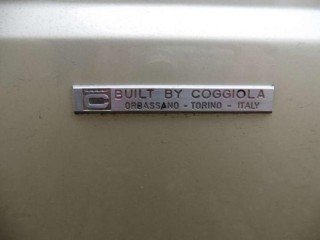 C BUILT BY COGGIOLA
ORBASSANO - TORINO - ITALY